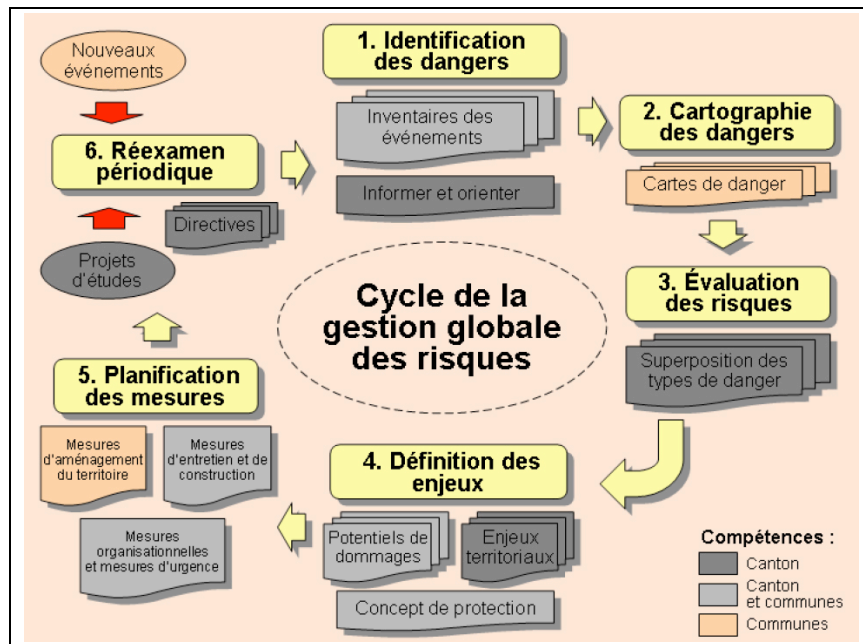 Nouveaux
événements
1. Identification
des dangers
Inventaires des
événements
Informer et orienter
2. Cartographie
des dangers
Cartes de danger
3. Évaluation
des risques
Superposition des
types de danger
4. Définition des
enjeux
Potentiels de
dommages
Enjeux
territoriaux
Concept de protection
5. Planification
des mesures
Mesures
d'aménagement
du territoire
Mesures
d'entretien et de
construction
Mesures
organisationnelles
et mesures d'urgence
6. Réexamen
périodique
Directives
Projets
d'études
Cycle de la
gestion globale
des risques
Compétences :
Canton
Canton
et communes
Communes